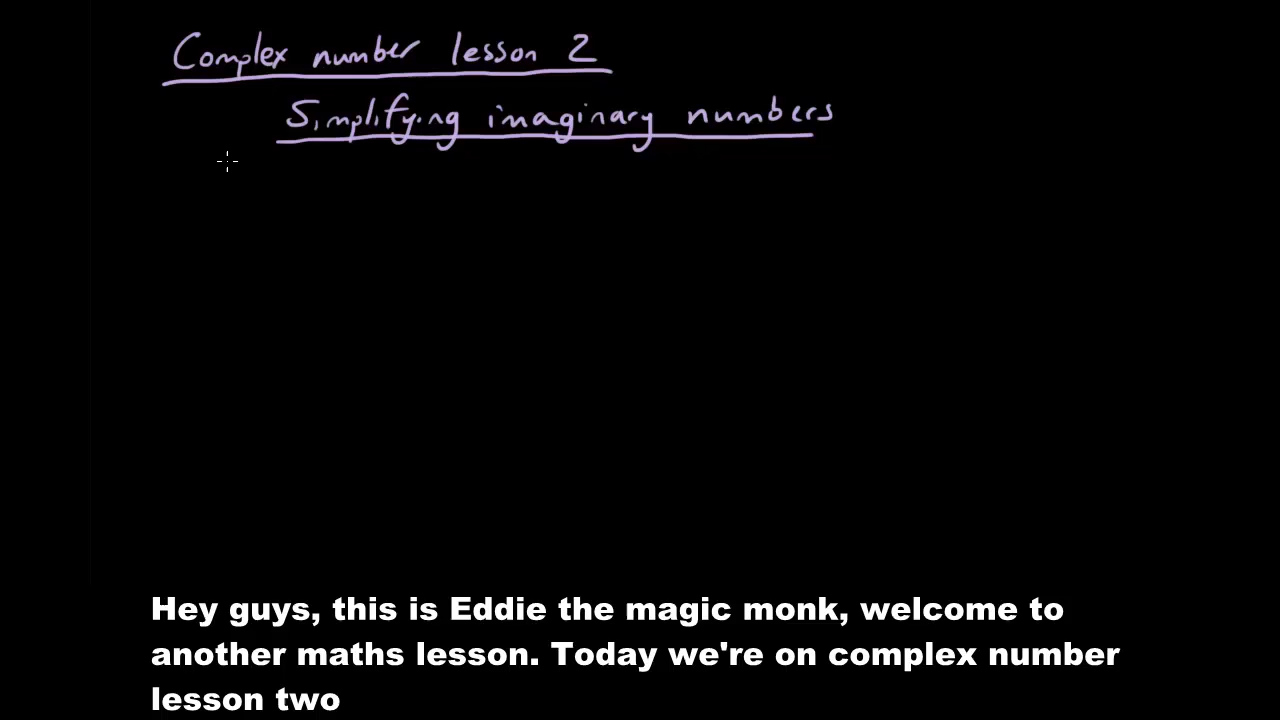 Complex number lesson 2
Simplifying imaginary numbers
Hey guys, this is Eddie the magic monk, welcome to
another maths lesson. Today we're on complex number
lesson two